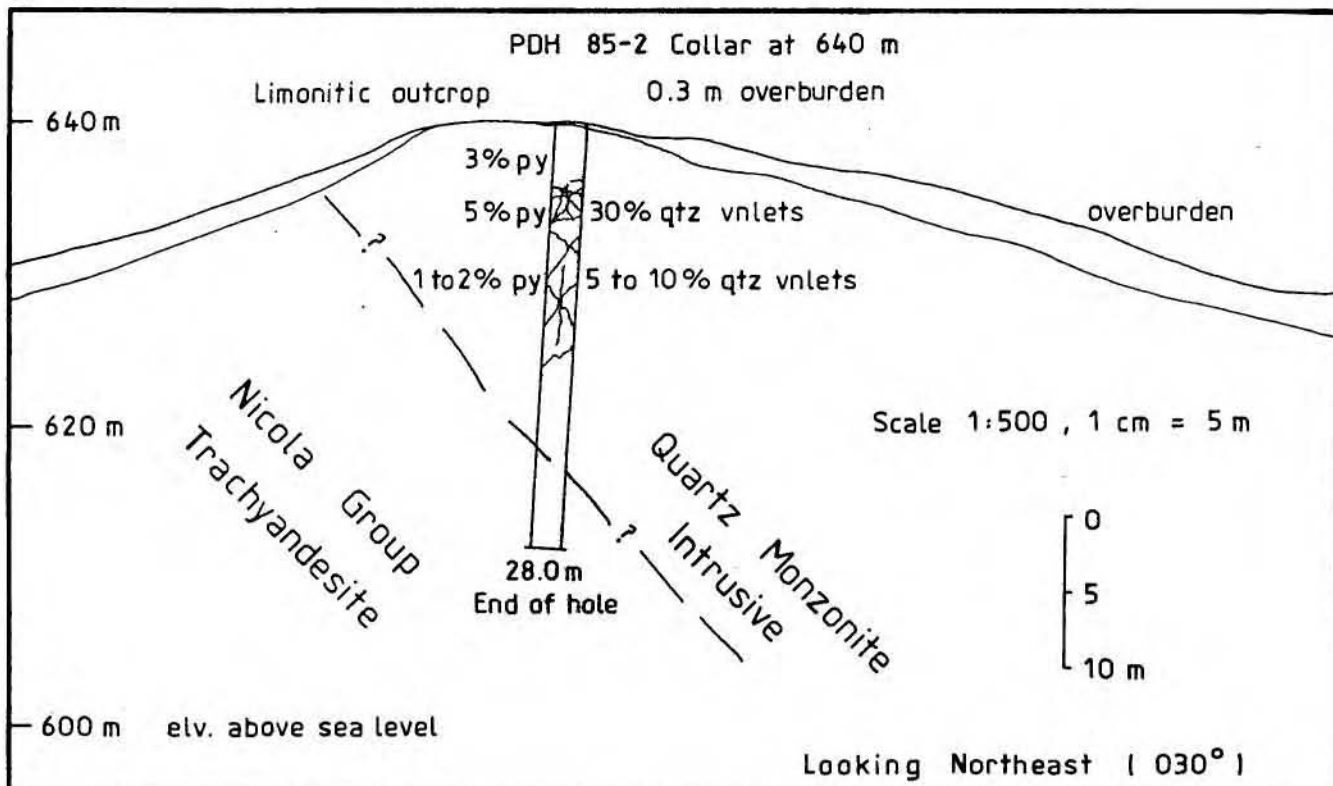 PDH 85-2 Collar at 640 m
Limonitic outcrop
0.3 m overburden
640 m
3% py
5% py
30% qtz vnlets
overburden
?
1 to 2% py
5 to 10% qtz vnlets
620 m
Nicola Group
Trachyandesite
Quartz Monzonite
Intrusive
Scale 1:500 , 1 cm = 5 m
0
5
10 m
?
28.0 m
End of hole
600 m elv. above sea level
Looking Northeast ( 030° )